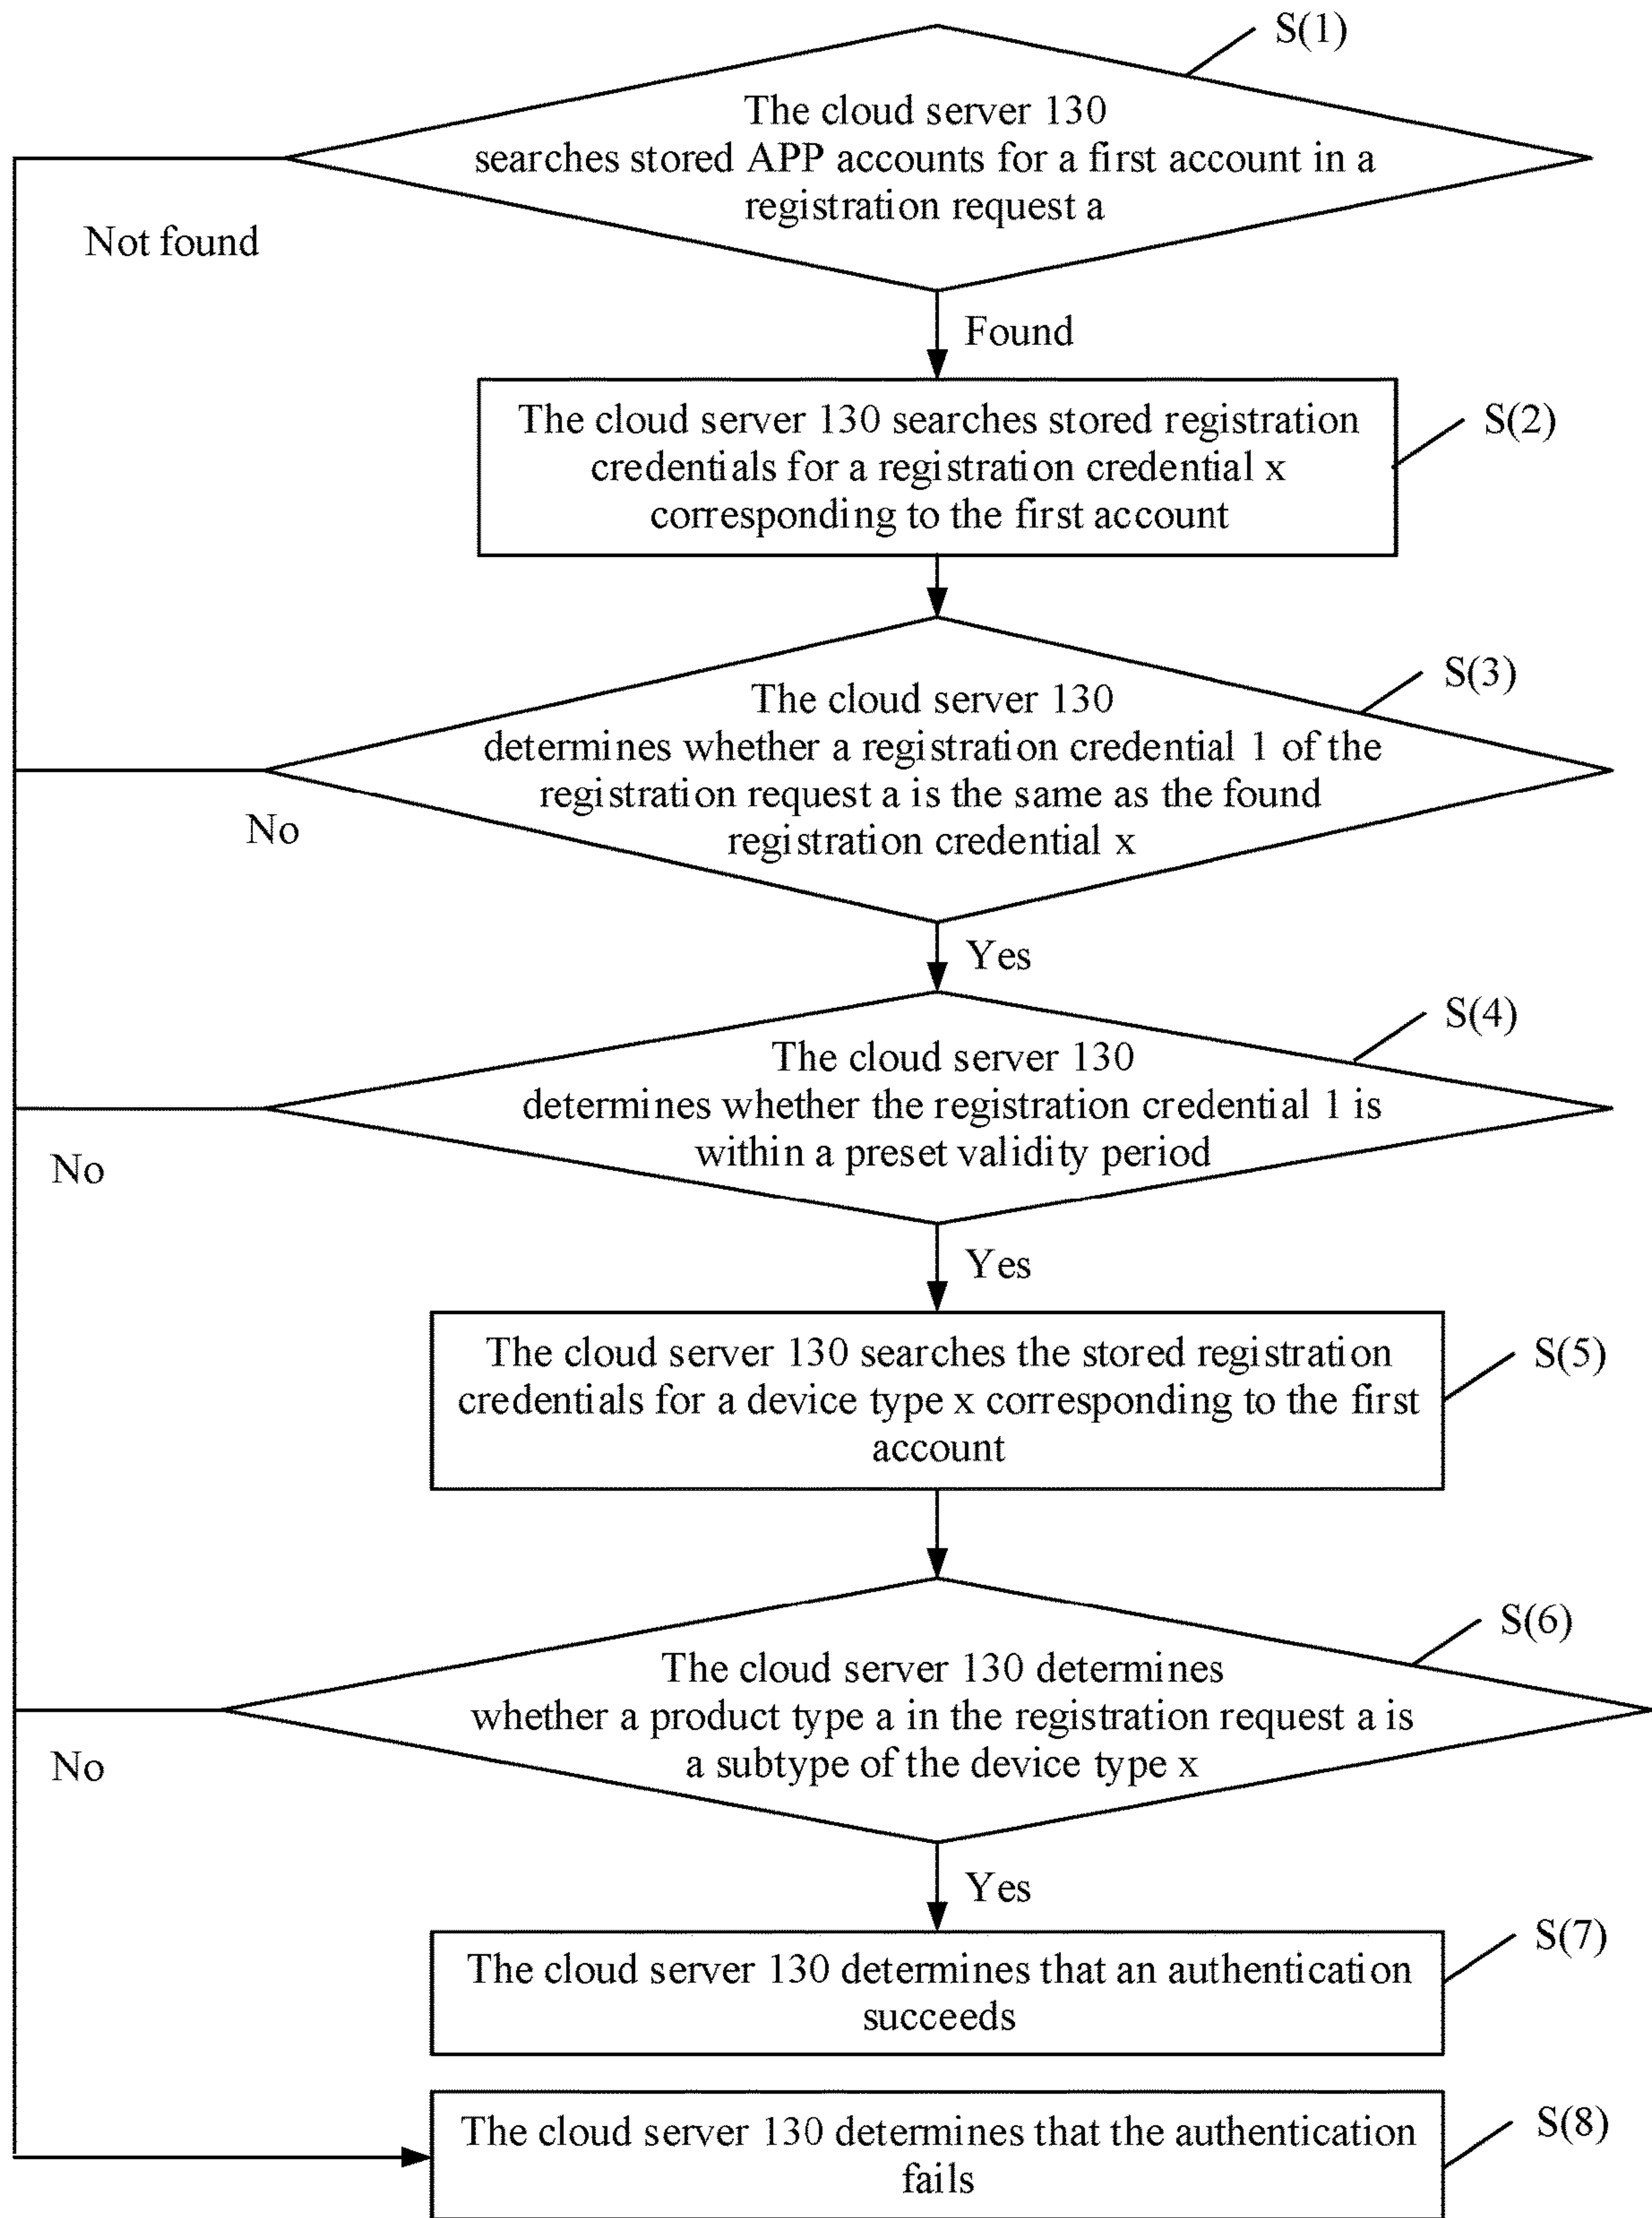 S(1)
The cloud server 130
searches stored APP accounts for a first account in a
registration request a
Not found
Found
The cloud server 130 searches stored registration
credentials for a registration credential x
corresponding to the first account
S(2)
S(3)
The cloud server 130
determines whether a registration credential 1 of the
registration request a is the same as the found
registration credential x
No
Yes
S(4)
The cloud server 130
determines whether the registration credential 1 is
within a preset validity period
No
Yes
The cloud server 130 searches the stored registration
credentials for a device type x corresponding to the first
account
S(5)
S(6)
The cloud server 130 determines
whether a product type a in the registration request a is
a subtype of the device type x
No
Yes
S(7)
The cloud server 130 determines that an authentication
succeeds
S(8)
The cloud server 130 determines that the authentication
fails